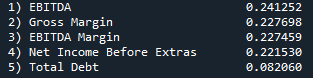 1) EBITDA 0.241252
2) Gross Margin 0.227698
3) EBITDA Margin 0.227459
4) Net Income Before Extras 0.221530
5) Total Debt 0.082060